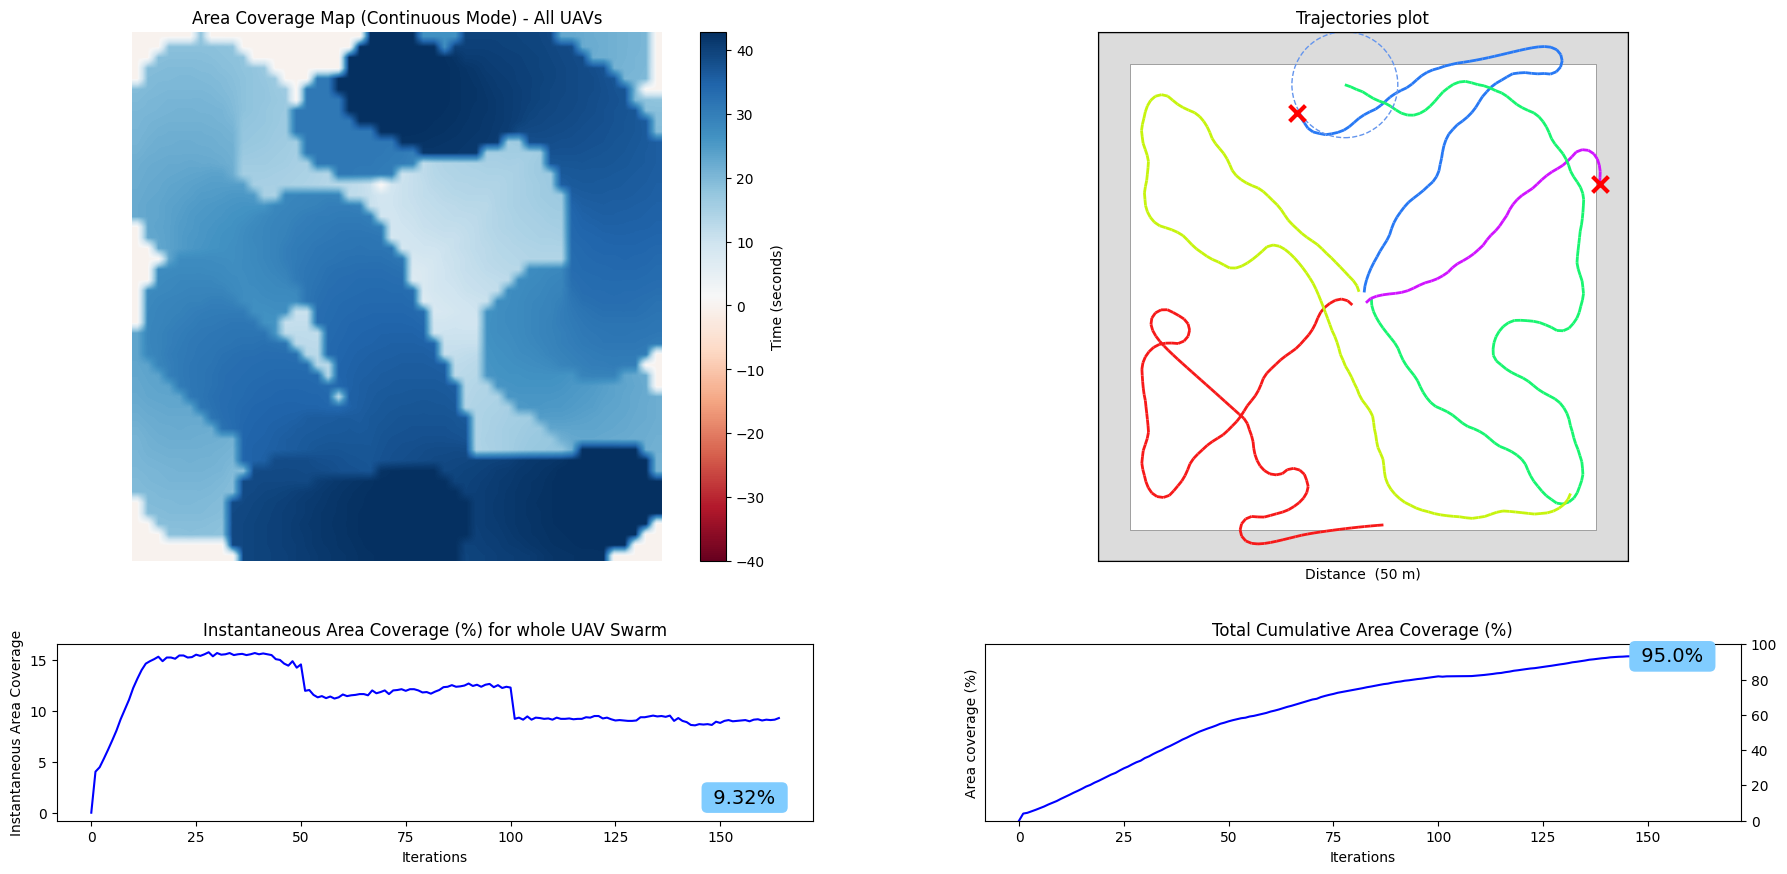 Area Coverage Map (Continuous Mode) - All UAVs
40
30
20
10
0
−10
−20
−30
−40
Time (seconds)
Trajectories plot
Distance  (50 m)
Instantaneous Area Coverage (%) for whole UAV Swarm
Instantaneous Area Coverage
15
10
5
0
9.32%
0 25 50 75 100 125 150
Iterations
Total Cumulative Area Coverage (%)
Area coverage (%)
95.0%
100
80
60
40
20
0
0 25 50 75 100 125 150
Iterations